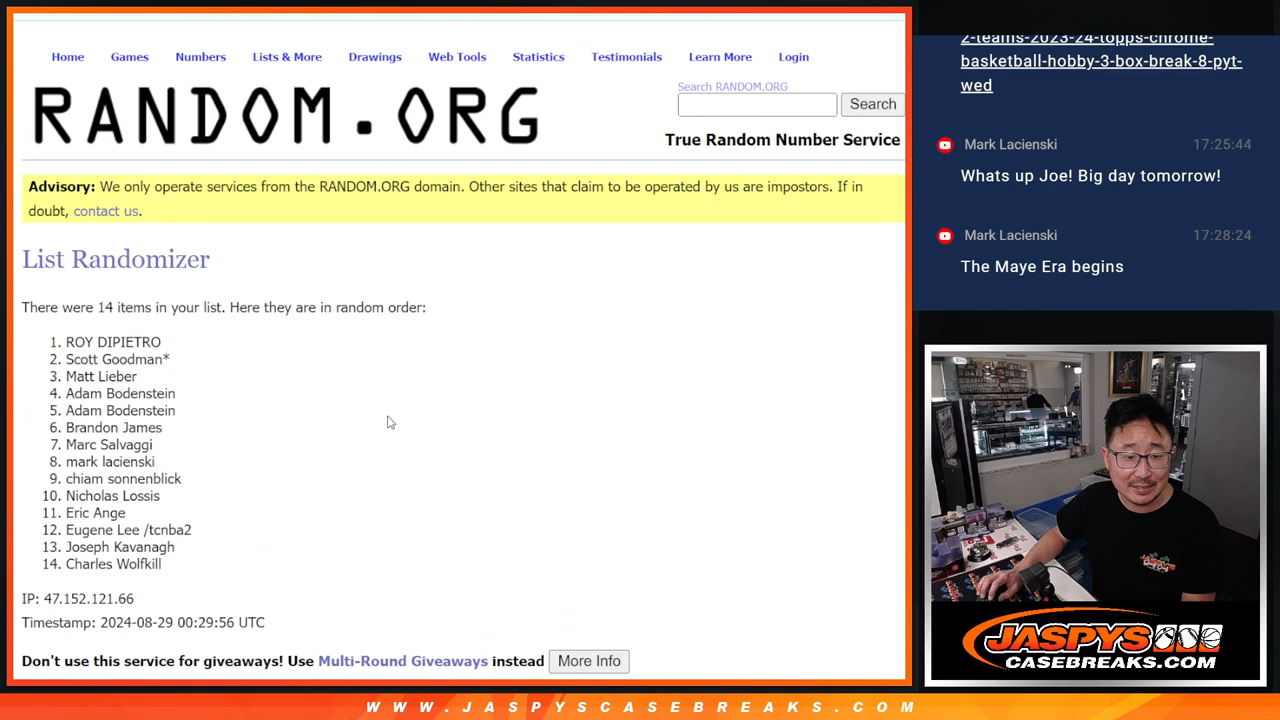 Home Games Numbers Lists & More Drawings Web Tools Statistics Testimonials Learn More Login
RANDOM.ORG
Search RANDOM.ORG
Search
True Random Number Service
Advisory: We only operate services from the RANDOM.ORG domain. Other sites that claim to be operated by us are impostors. If in
doubt, contact us.
List Randomizer
There were 14 items in your list. Here they are in random order:
1. ROY DIPIETRO
2. Scott Goodman*
3. Matt Lieber
4. Adam Bodenstein
5. Adam Bodenstein
6. Brandon James
7. Marc Salvaggi
8. mark lacienski
9. chiam sonnenblick
10. Nicholas Lossis
11. Eric Ange
12. Eugene Lee /tcnba2
13. Joseph Kavanagh
14. Charles Wolfkill
IP: 47.152.121.66
Timestamp: 2024-08-29 00:29:56 UTC
Don't use this service for giveaways! Use Multi-Round Giveaways instead More Info
2-teams-2023-24-topps-chrome-
basketball-hobby-3-box-break-8-pyt-
wed
Mark Lacienski 17:25:44
Whats up Joe! Big day tomorrow!
Mark Lacienski 17:28:24
The Maye Era begins
JASPYS
CASEBREAKS.COM
WWW.JASPYSCASEBREAKS.COM